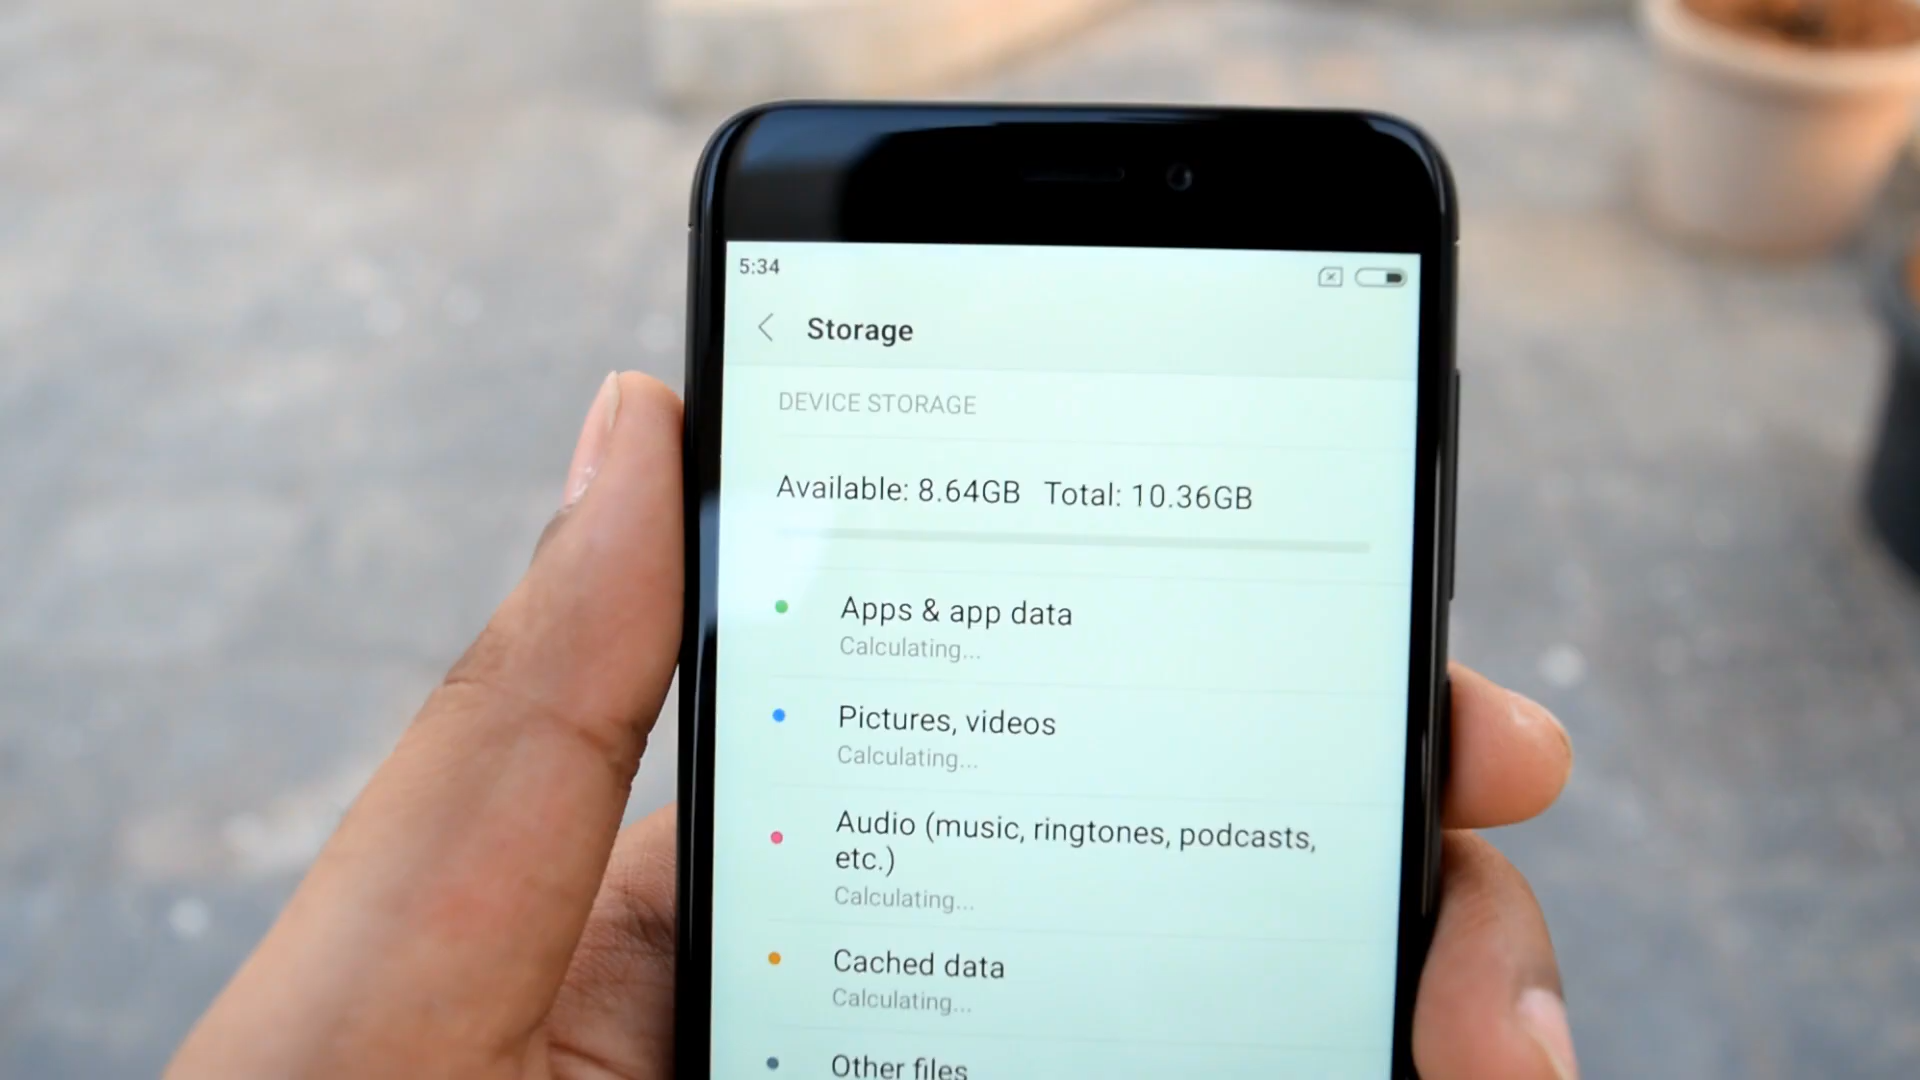 5:34
Storage
DEVICE STORAGE
Available: 8.64GB Total: 10.36GB
Apps & app data
Calculating...
Pictures, videos
Calculating...
Audio (music, ringtones, podcasts,
etc.)
Calculating...
Cached data
Calculating...
Other files